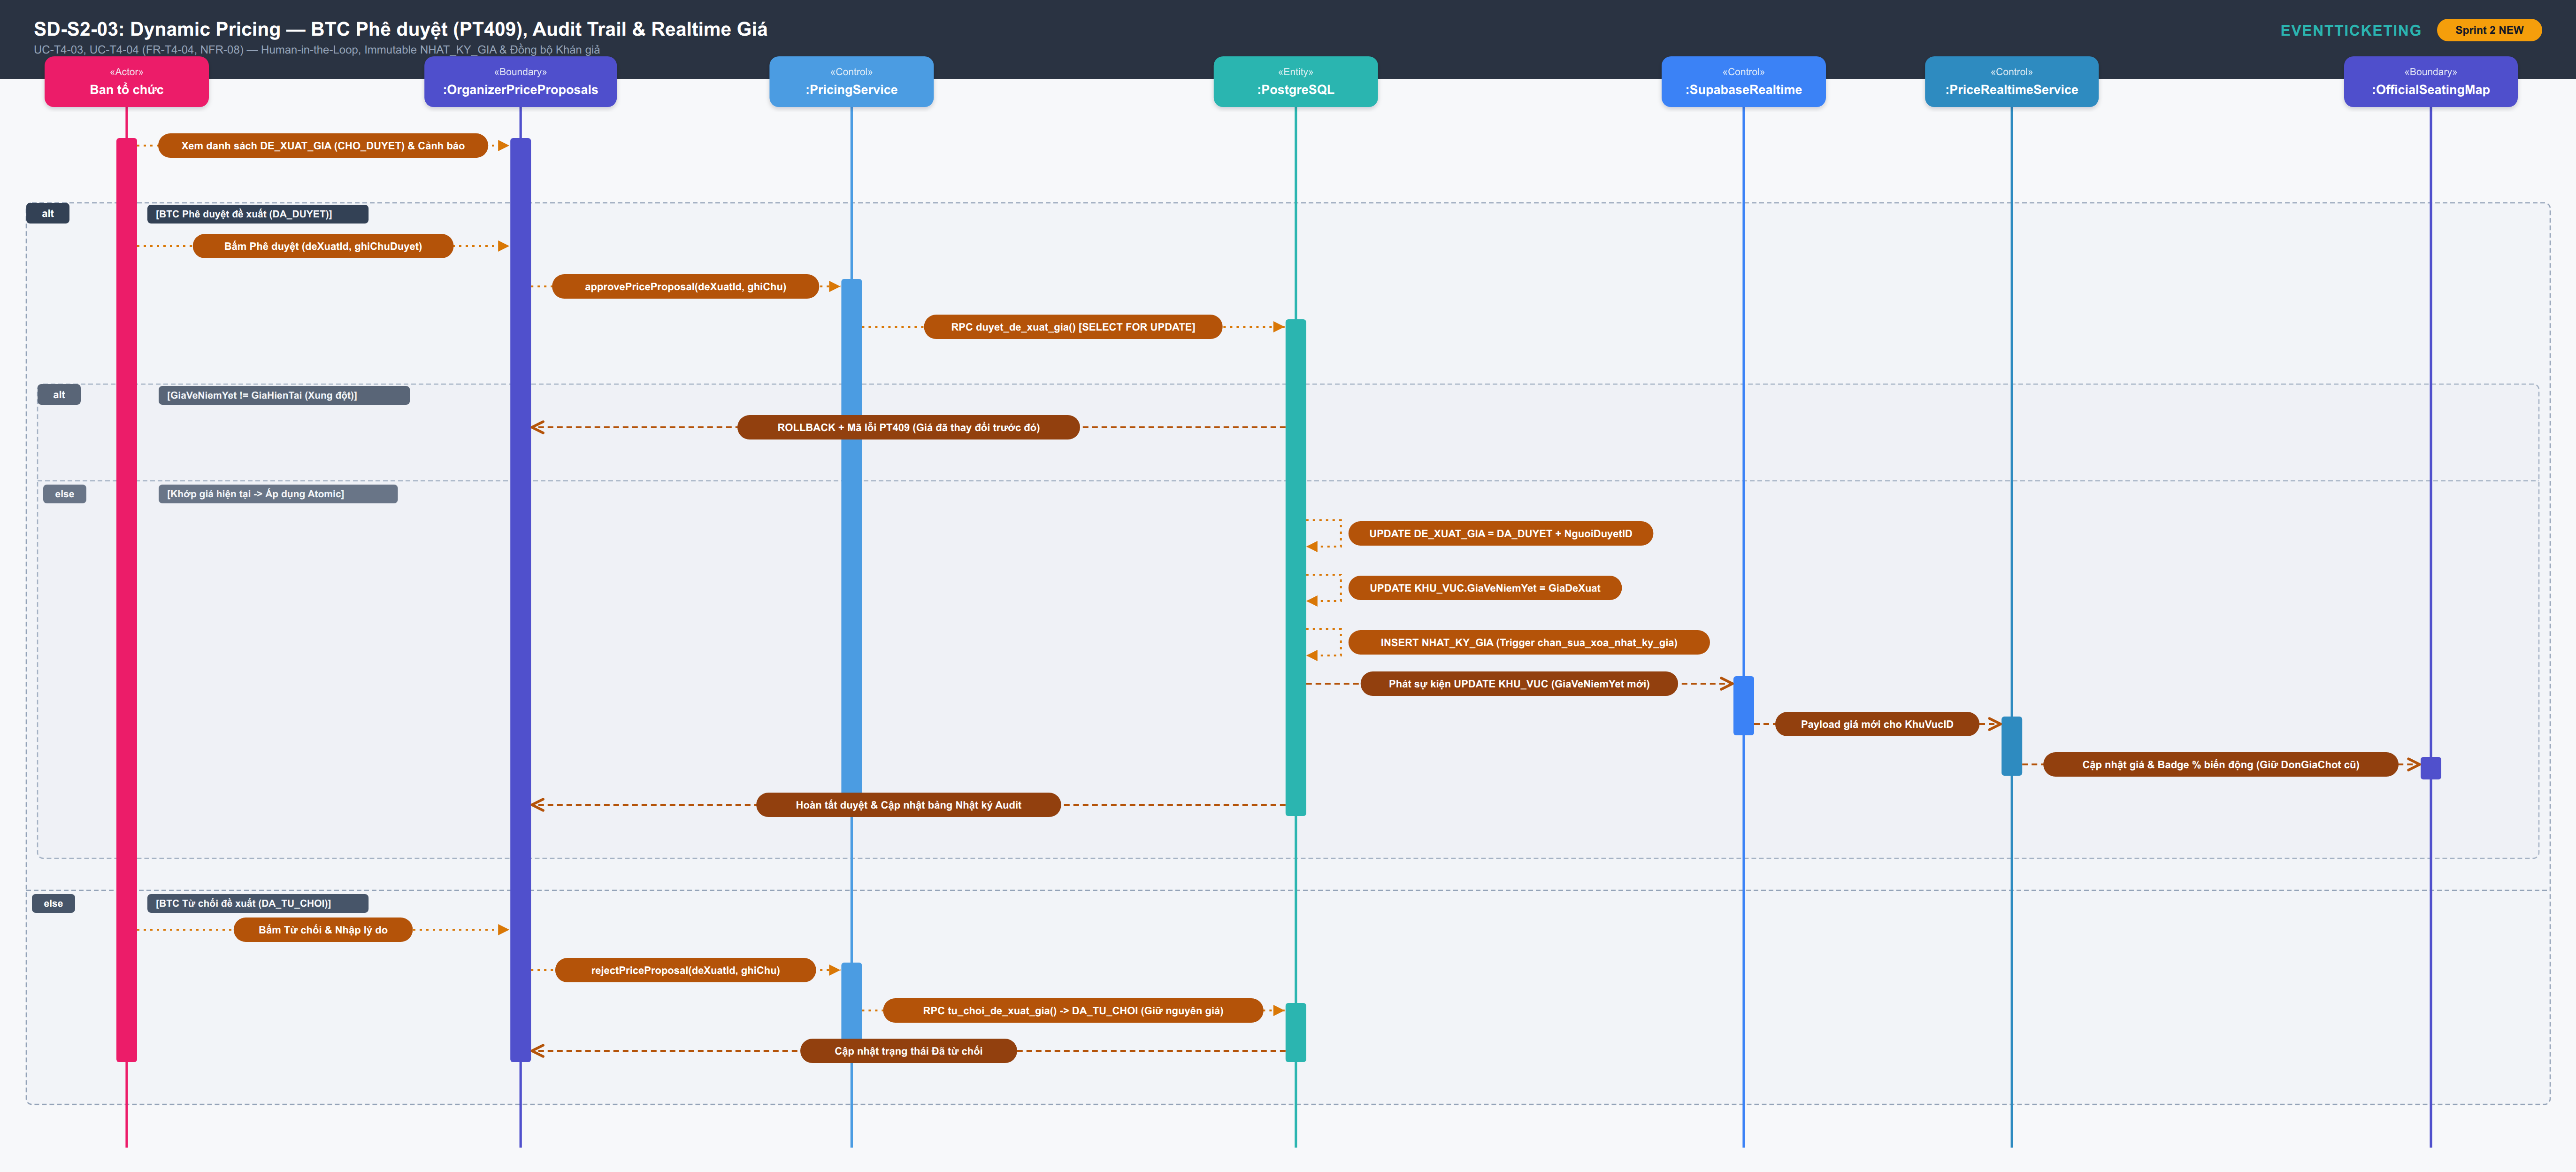 SD-S2-03: Dynamic Pricing — BTC Phê duyệt (PT409), Audit Trail & Realtime Giá
UC-T4-03, UC-T4-04 (FR-T4-04, NFR-08) — Human-in-the-Loop, Immutable NHAT_KY_GIA & Đồng bộ Khán giả
EVENTTICKETING
Sprint 2 NEW
«Actor»
Ban tổ chức
«Boundary»
:OrganizerPriceProposals
«Control»
:PricingService
«Entity»
:PostgreSQL
«Control»
:SupabaseRealtime
«Control»
:PriceRealtimeService
«Boundary»
:OfficialSeatingMap
Xem danh sách DE_XUAT_GIA (CHO_DUYET) & Cảnh báo
alt
[BTC Phê duyệt đề xuất (DA_DUYET)]
Bấm Phê duyệt (deXuatId, ghiChuDuyet)
approvePriceProposal(deXuatId, ghiChu)
RPC duyet_de_xuat_gia() [SELECT FOR UPDATE]
alt
[GiaVeNiemYet != GiaHienTai (Xung đột)]
ROLLBACK + Mã lỗi PT409 (Giá đã thay đổi trước đó)
else
[Khớp giá hiện tại -> Áp dụng Atomic]
UPDATE DE_XUAT_GIA = DA_DUYET + NguoiDuyetID
UPDATE KHU_VUC.GiaVeNiemYet = GiaDeXuat
INSERT NHAT_KY_GIA (Trigger chan_sua_xoa_nhat_ky_gia)
Phát sự kiện UPDATE KHU_VUC (GiaVeNiemYet mới)
Payload giá mới cho KhuVucID
Cập nhật giá & Badge % biến động (Giữ DonGiaChot cũ)
Hoàn tất duyệt & Cập nhật bảng Nhật ký Audit
else
[BTC Từ chối đề xuất (DA_TU_CHOI)]
Bấm Từ chối & Nhập lý do
rejectPriceProposal(deXuatId, ghiChu)
RPC tu_choi_de_xuat_gia() -> DA_TU_CHOI (Giữ nguyên giá)
Cập nhật trạng thái Đã từ chối